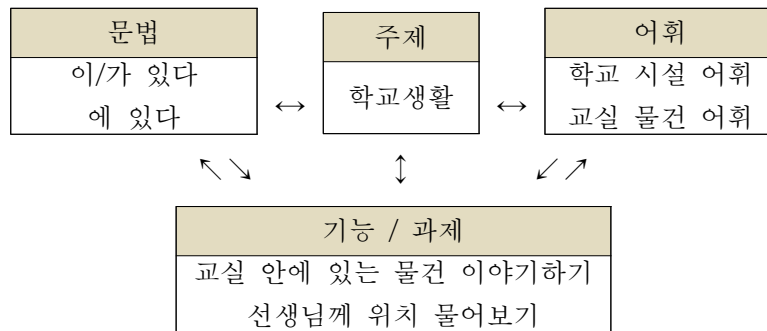 문법
이/가 있다
에 있다
주제
학교생활
어휘
학교 시설 어휘
교실 물건 어휘
기능 / 과제
교실 안에 있는 물건 이야기하기
선생님께 위치 물어보기